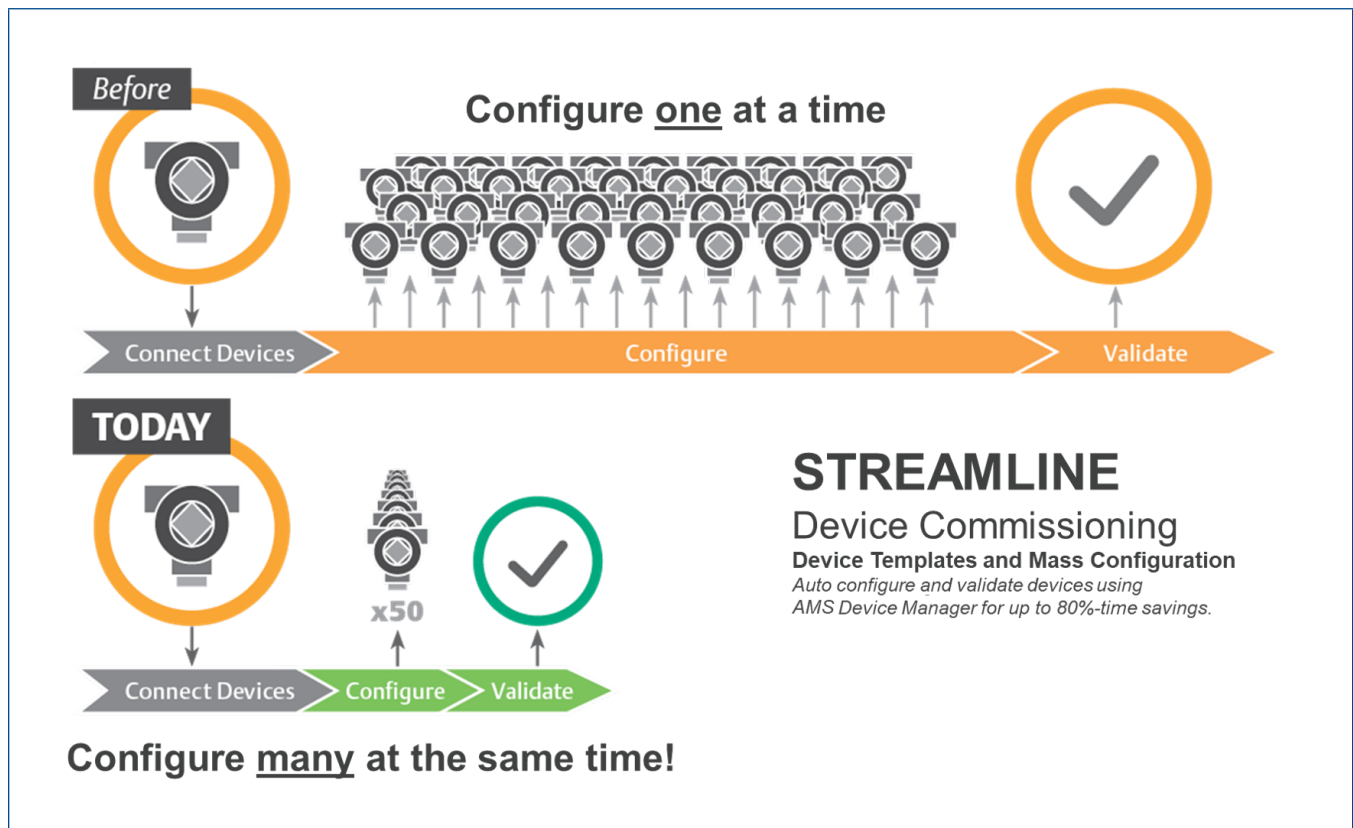 Before
Configure one at a time
Connect Devices
Configure
Validate
TODAY
x50
Connect Devices
Configure
Validate
Configure many at the same time!
STREAMLINE
Device Commissioning
Device Templates and Mass Configuration
Auto configure and validate devices using
AMS Device Manager for up to 80%-time savings.